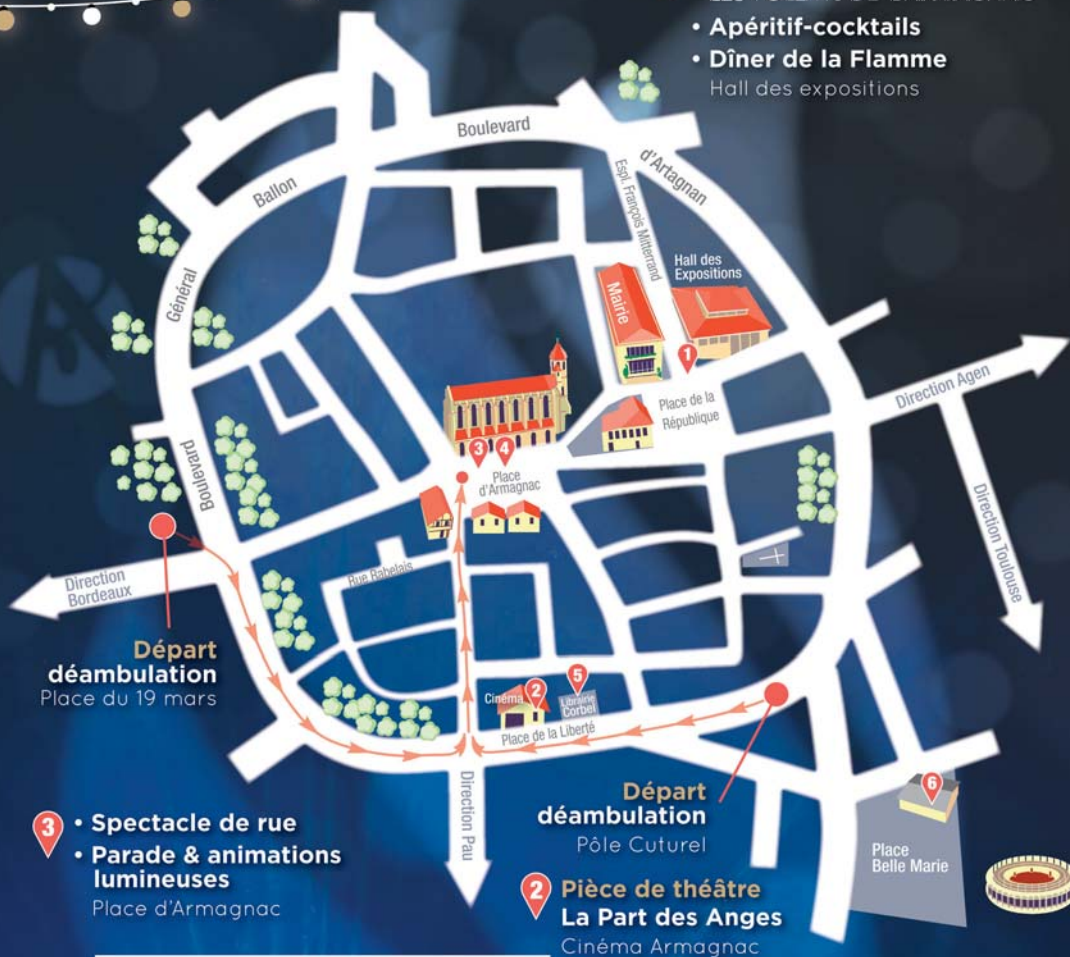 • Apéritif-cocktails
• Dîner de la Flamme
Hall des expositions
Boulevard
d'Artagnan
Ballon
Général
Boulevard
Espl. François Mitterrand
Hall des
Expositions
Mairie
1
Place de la
République
Direction Agen
Direction Toulouse
3
4
Place
d'Armagnac
Rue Rabelais
Direction
Bordeaux
Départ
déambulation
Place du 19 mars
Cinéma
2
5
Librairie
Corbel
Place de la Liberté
Direction Pau
Départ
déambulation
Pôle Cuturel
6
Place
Belle Marie
3
• Spectacle de rue
• Parade & animations
lumineuses
Place d'Armagnac
2
Pièce de théâtre
La Part des Anges
Cinéma Armagnac